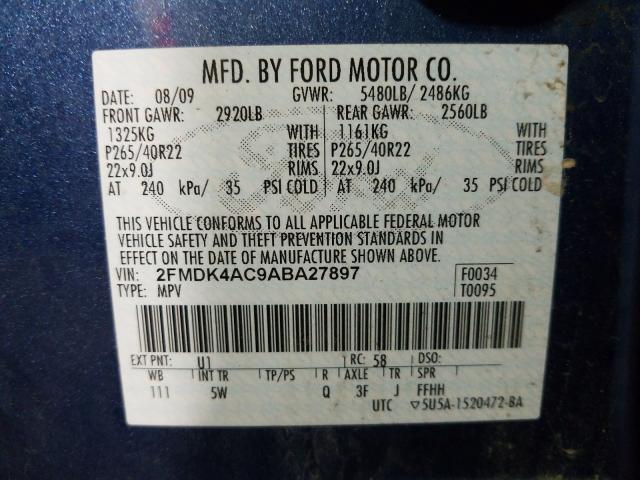 MFD. BY FORD MOTOR CO.
DATE: 08/09 GVWR: 5480LB/ 2486KG
FRONT GAWR: 2920LB REAR GAWR: 2560LB
1325KG WITH 1161KG WITH
P265/40R22 TIRES P265/40R22 TIRES
22x9.0J RIMS 22x9.0J RIMS
AT 240 kPa/ 35 PSI COLD AT 240 kPa/ 35 PSI COLD
THIS VEHICLE CONFORMS TO ALL APPLICABLE FEDERAL MOTOR
VEHICLE SAFETY AND THEFT PREVENTION STANDARDS IN
EFFECT ON THE DATE OF MANUFACTURE SHOWN ABOVE.
VIN: 2FMDK4AC9ABA27897 F0034
TYPE: MPV T0095
EXT PNT: U1 RC: 58 DSO:
WB INT TR TP/PS R AXLE TR SPR
111 5W Q 3F J FFHH
UTC ▽5U5A-1520472-BA